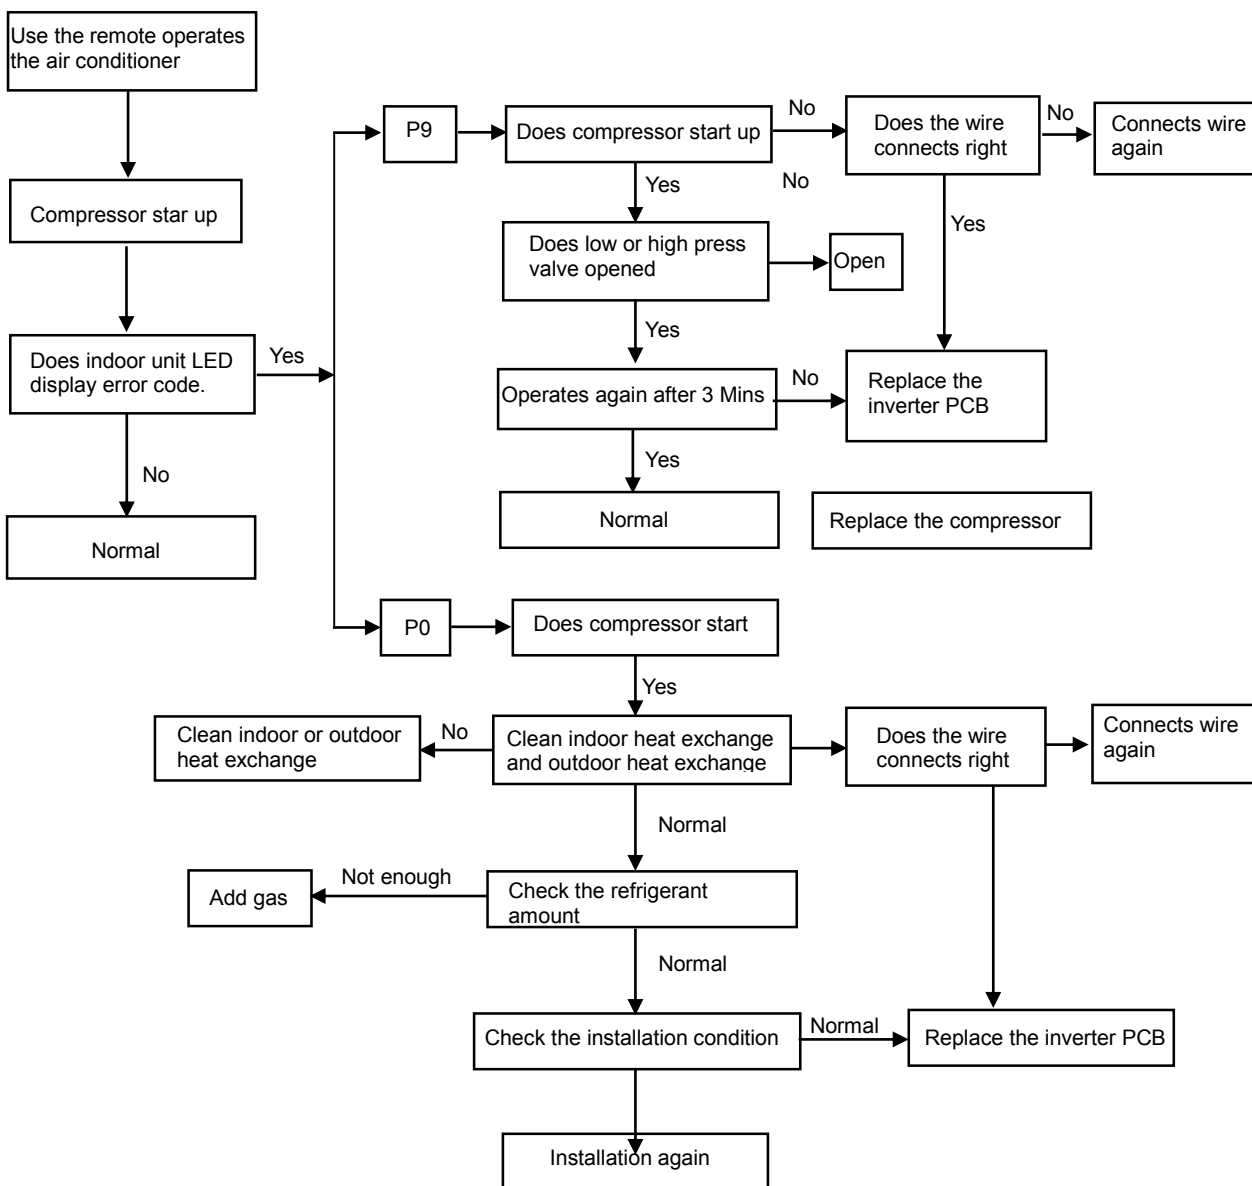 Use the remote operates
the air conditioner
Compressor star up
Does indoor unit LED
display error code.
Yes
No
Normal
P9
Does compressor start up
No
Does the wire
connects right
No
Connects wire
again
Yes
No
Yes
Does low or high press
valve opened
Open
Yes
Operates again after 3 Mins
No
Replace the
inverter PCB
Yes
Normal
Replace the compressor
P0
Does compressor start
Yes
Clean indoor or outdoor
heat exchange
No
Clean indoor heat exchange
and outdoor heat exchange
Does the wire
connects right
Connects wire
again
Normal
Add gas
Not enough
Check the refrigerant
amount
Normal
Check the installation condition
Normal
Replace the inverter PCB
Installation again